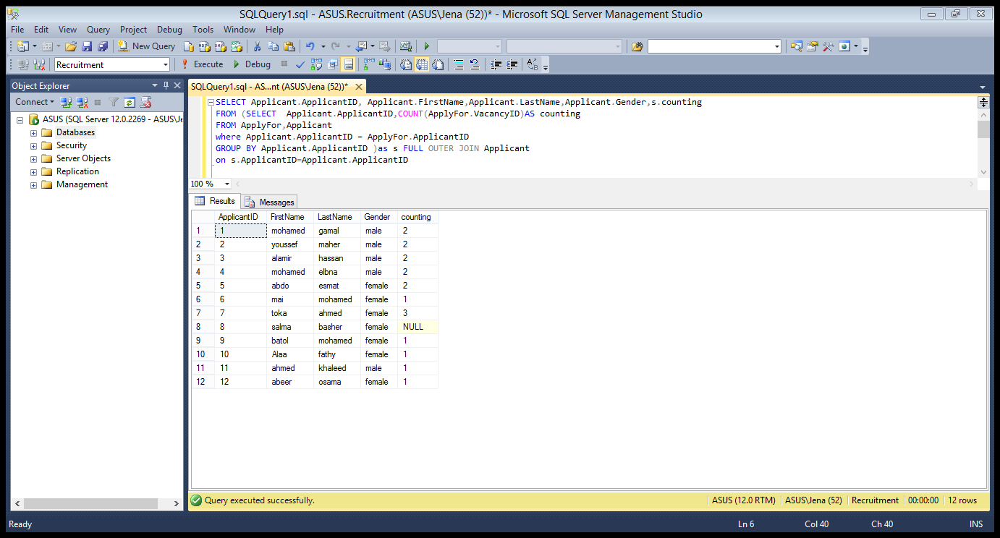 SQLQuery1.sql - ASUS.Recruitment (ASUS\Jena (52))* - Microsoft SQL Server Management Studio
File Edit View Query Project Debug Tools Window Help
New Query
Recruitment Execute Debug
Object Explorer
Connect
ASUS (SQL Server 12.0.2269 - ASUS\Je
Databases
Security
Server Objects
Replication
Management
SQLQuery1.sql - AS...nt (ASUS\Jena (52))*
SELECT Applicant.ApplicantID, Applicant.FirstName,Applicant.LastName,Applicant.Gender,s.counting
FROM (SELECT  Applicant.ApplicantID,COUNT(ApplyFor.VacancyID)AS counting
FROM ApplyFor,Applicant
where Applicant.ApplicantID = ApplyFor.ApplicantID
GROUP BY Applicant.ApplicantID )as s FULL OUTER JOIN Applicant
on s.ApplicantID=Applicant.ApplicantID
100 %
Results Messages
ApplicantID FirstName LastName Gender counting
1 1 mohamed gamal male 2
2 2 youssef maher male 2
3 3 alamir hassan male 2
4 4 mohamed elbna male 2
5 5 abdo esmat female 2
6 6 mai mohamed female 1
7 7 toka ahmed female 3
8 8 salma basher female NULL
9 9 batol mohamed female 1
10 10 Alaa fathy female 1
11 11 ahmed khaleed male 1
12 12 abeer osama female 1
Query executed successfully. ASUS (12.0 RTM) ASUS\Jena (52) Recruitment 00:00:00 12 rows
Ready Ln 6 Col 40 Ch 40 INS